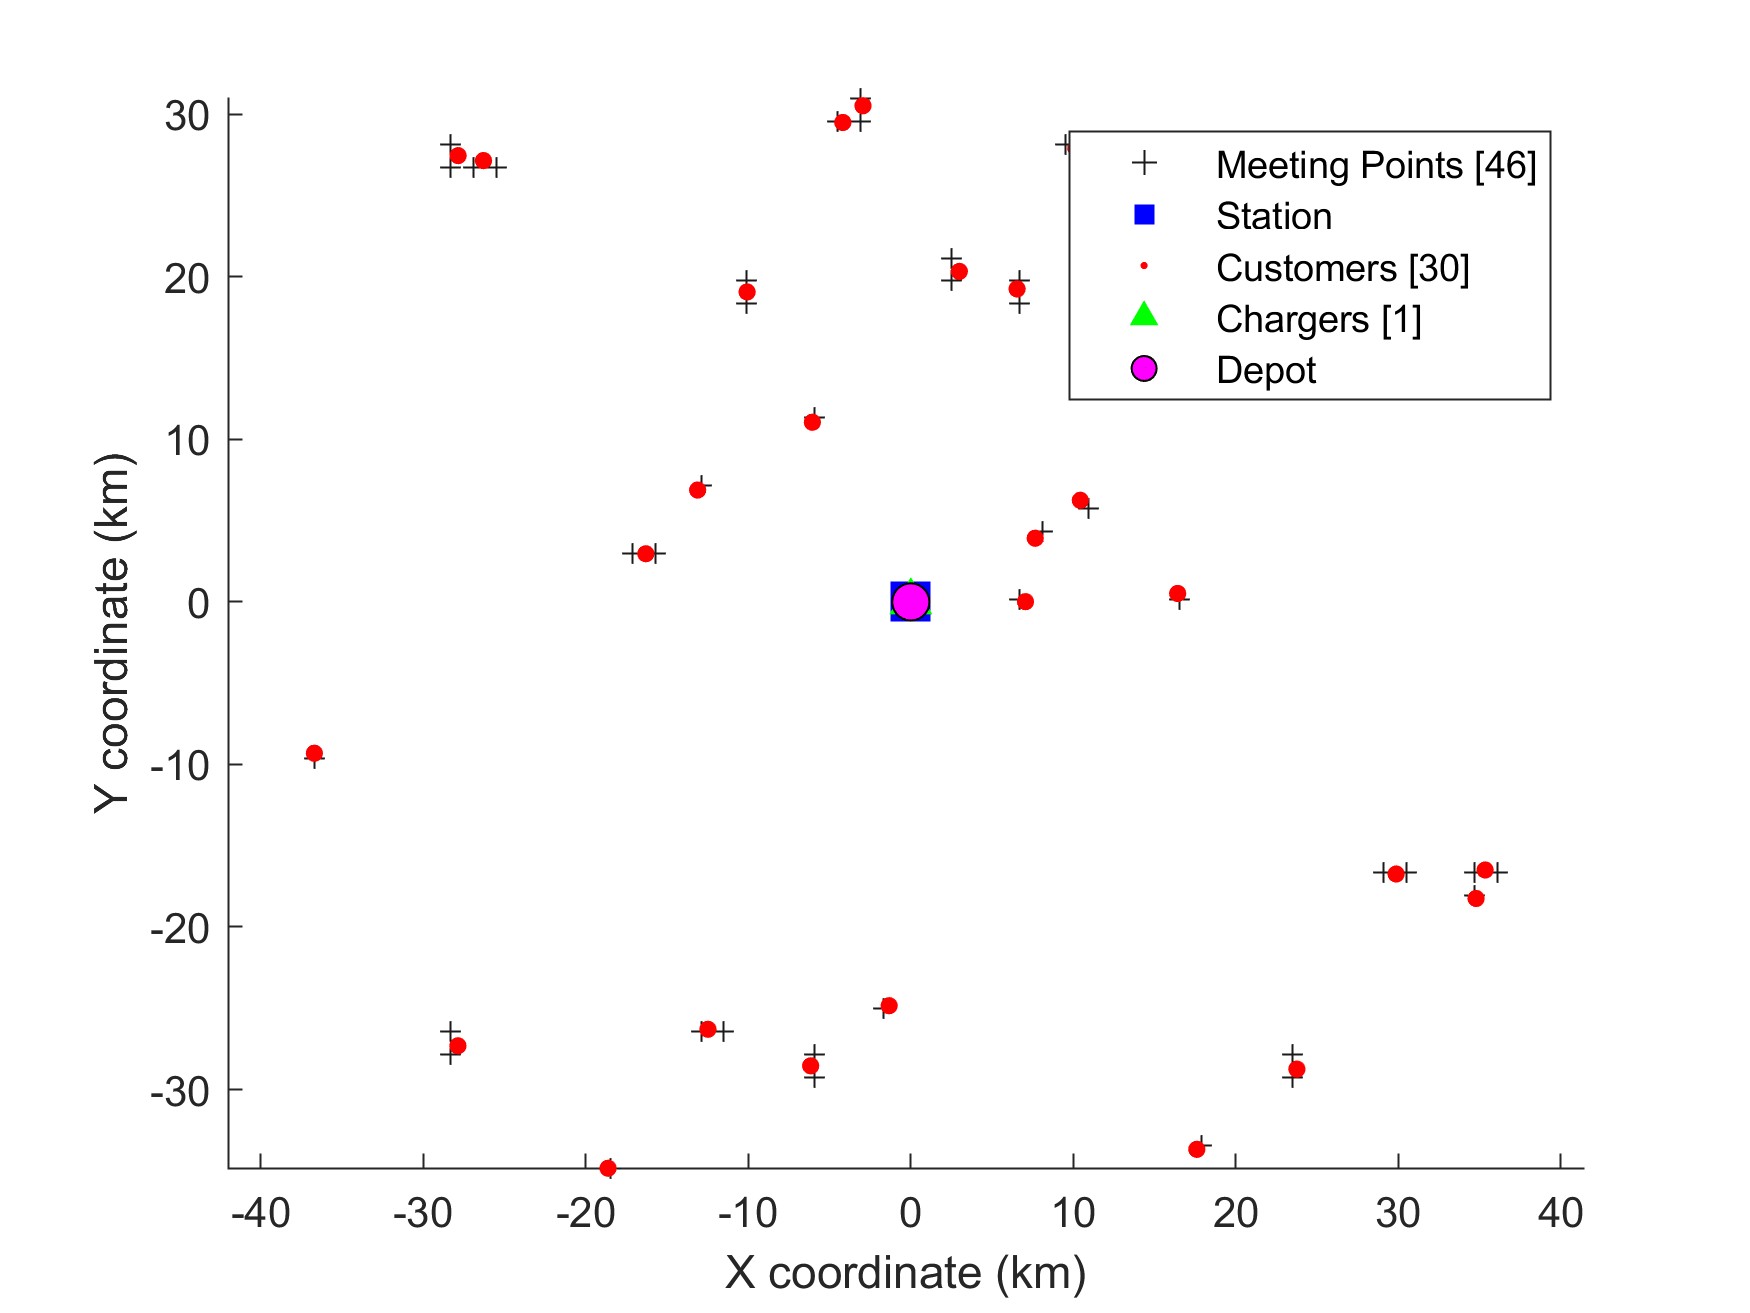 30
20
10
0
-10
-20
-30
Y coordinate (km)
Meeting Points [46]
Station
Customers [30]
Chargers [1]
Depot
-40 -30 -20 -10 0 10 20 30 40
X coordinate (km)